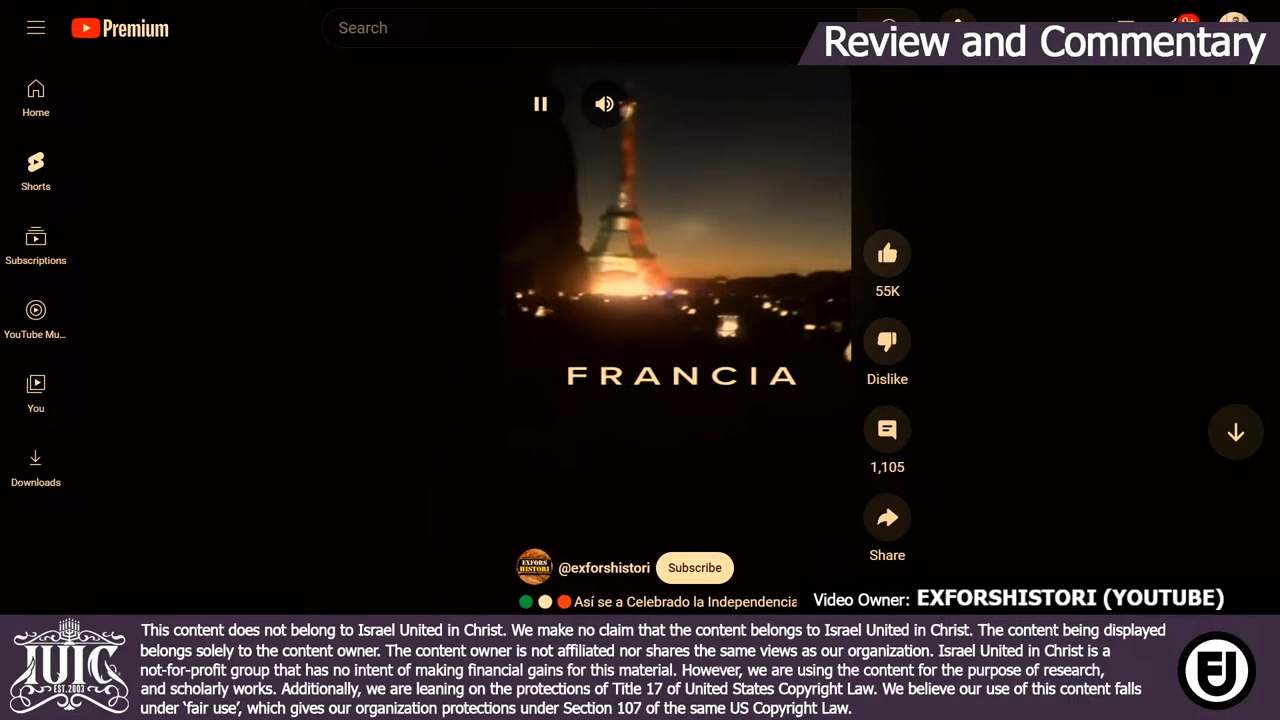 Premium
Search
9+
Review and Commentary
Home
Shorts
Subscriptions
YouTube Mu...
You
Downloads
FRANCIA
55K
Dislike
1,105
Share
EXFORS
HISTORI
@exforshistori
Subscribe
Así se a Celebrado la Independencia
Video Owner: EXFORSHISTORI (YOUTUBE)
IUIC
EST.2003
This content does not belong to Israel United in Christ. We make no claim that the content belongs to Israel United in Christ. The content being displayed
belongs solely to the content owner. The content owner is not affiliated nor shares the same views as our organization. Israel United in Christ is a
not-for-profit group that has no intent of making financial gains for this material. However, we are using the content for the purpose of research,
and scholarly works. Additionally, we are leaning on the protections of Title 17 of United States Copyright Law. We believe our use of this content falls
under ‘fair use’, which gives our organization protections under Section 107 of the same US Copyright Law.